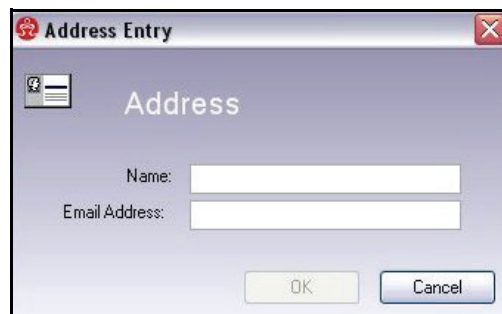 Address Entry
Address
Name:
Email Address:
OK
Cancel